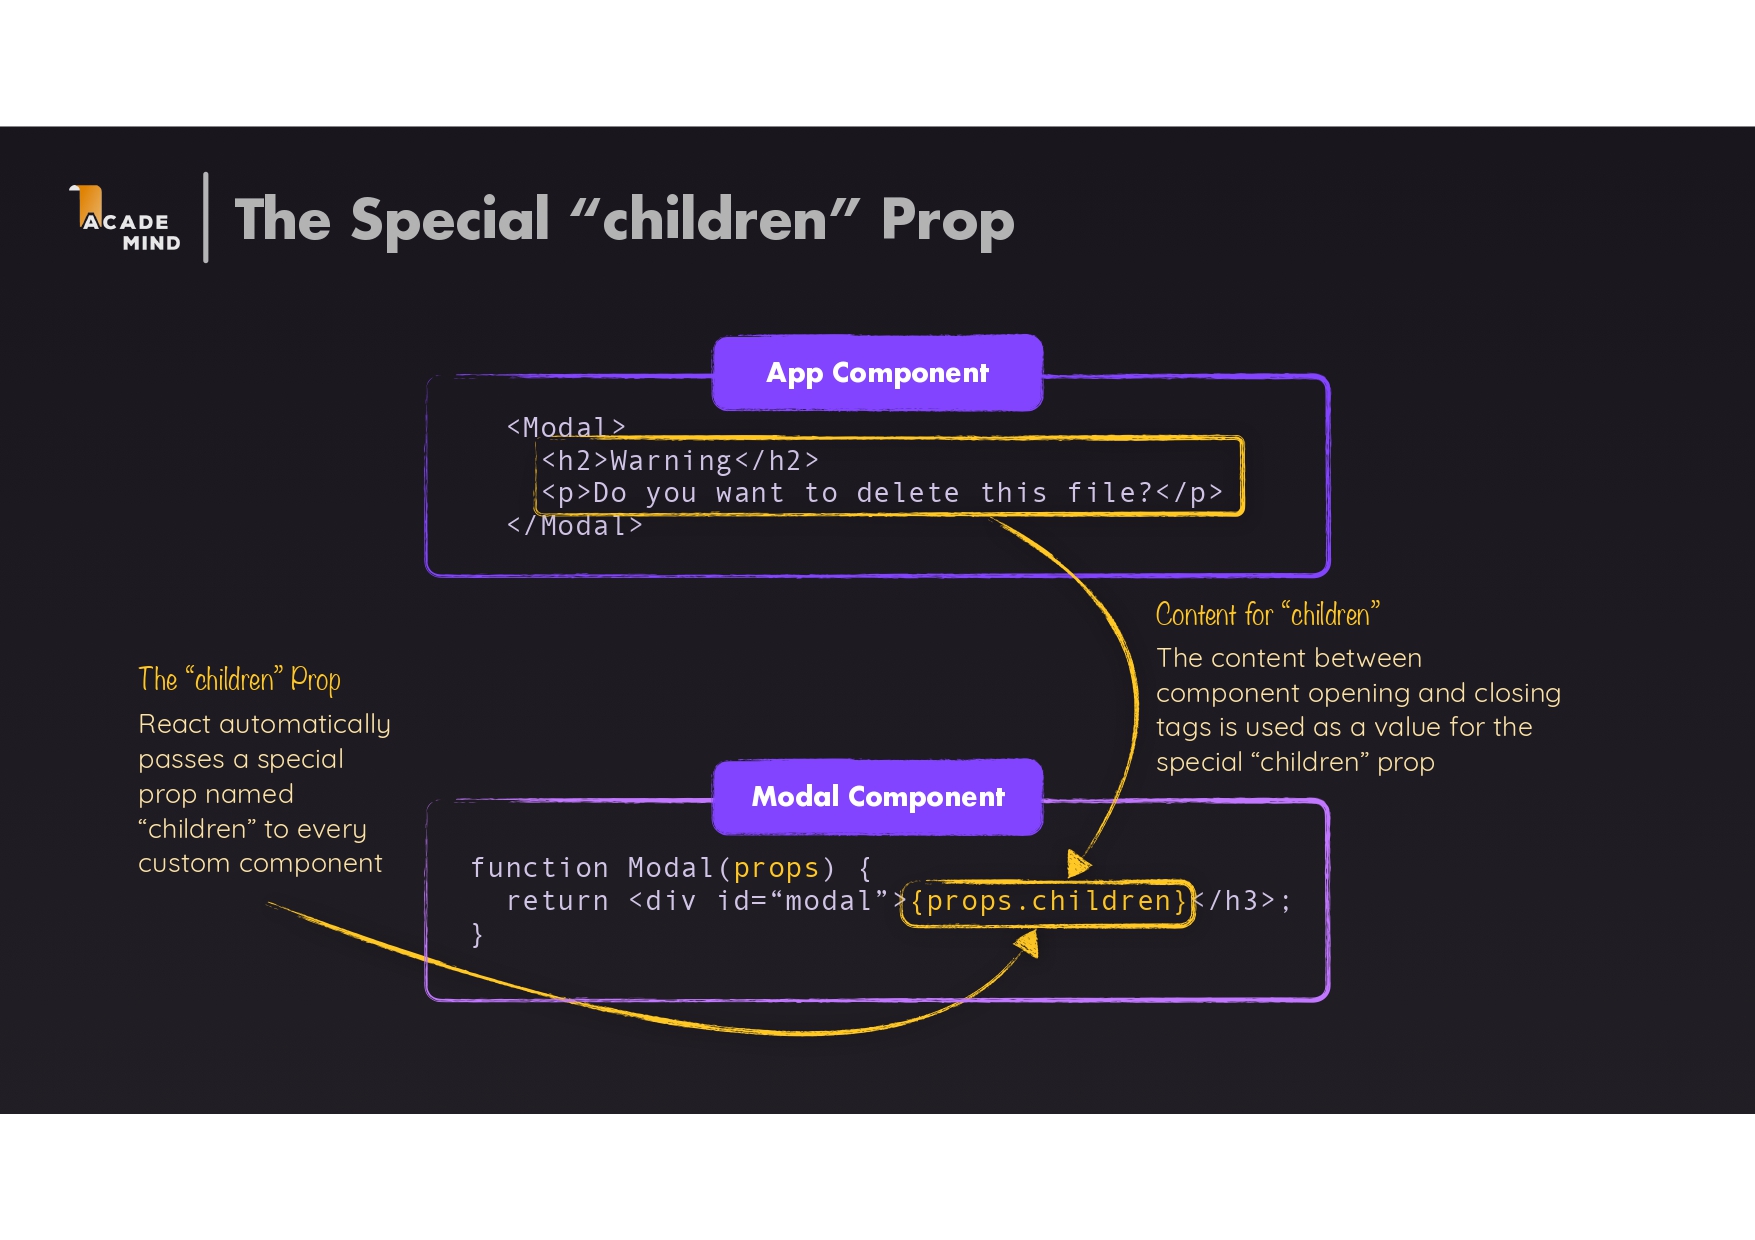 ACADE
MIND
The Special “children” Prop
App Component
<Modal>
<h2>Warning</h2>
<p>Do you want to delete this file?</p>
</Modal>
Content for “children”
The content between
component opening and closing
tags is used as a value for the
special “children” prop
The “children” Prop
React automatically
passes a special
prop named
“children” to every
custom component
Modal Component
function Modal(props) {
return <div id=“modal”>{props.children}</h3>;
}